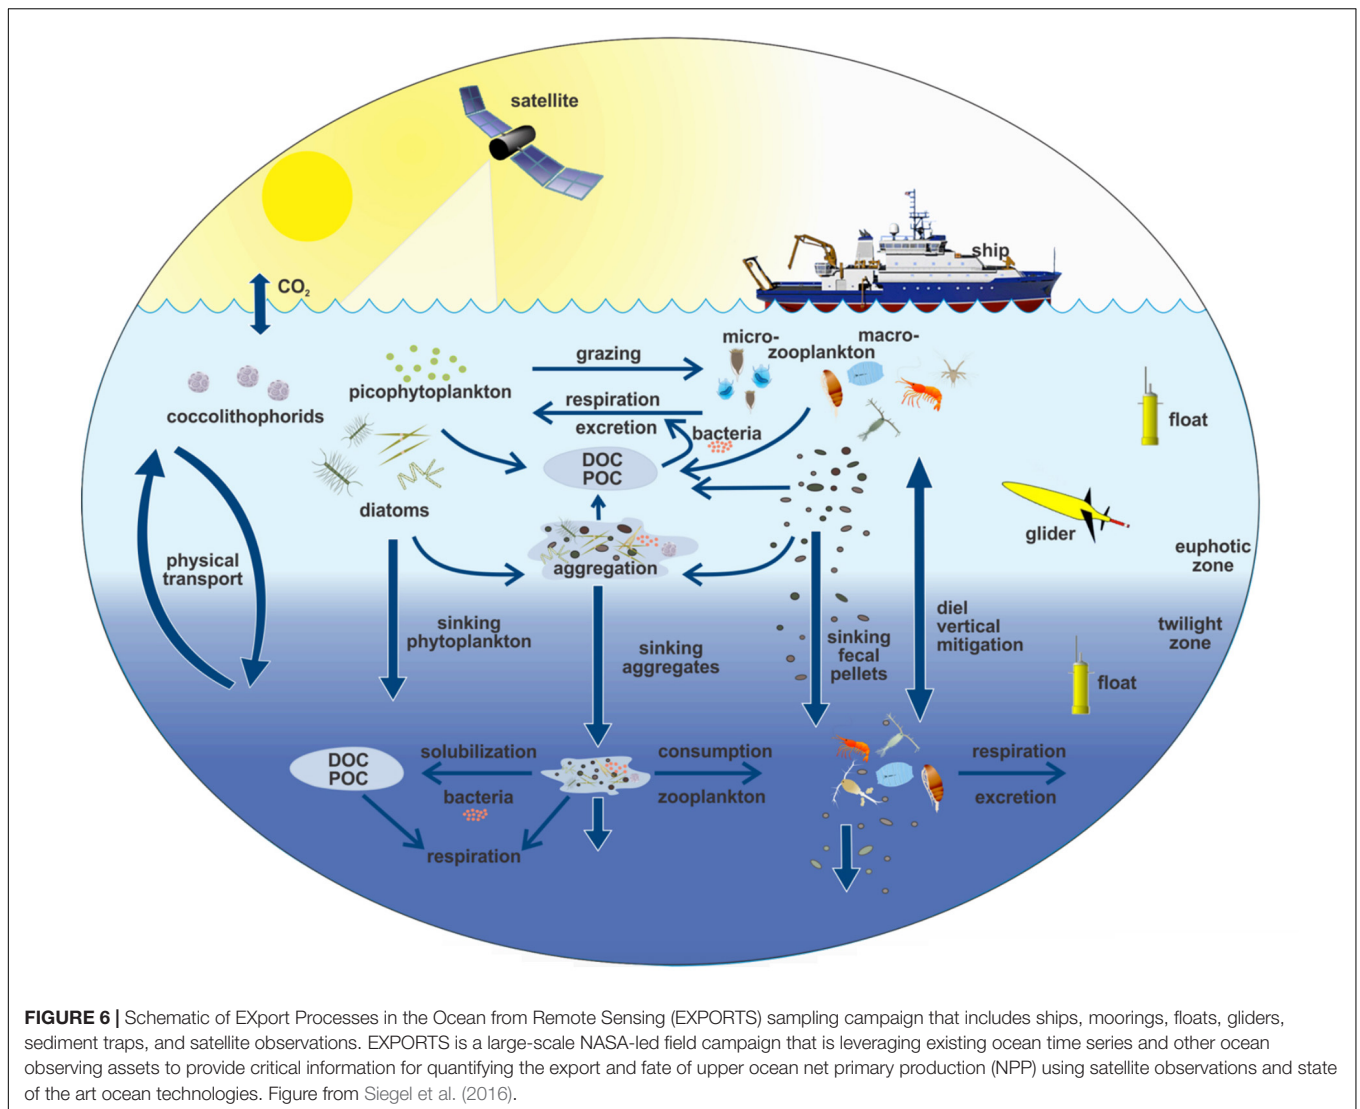 satellite
ship
CO₂
micro-
macro-
zooplankton
grazing
picophytoplankton
respiration
excretion
coccolithophorids
bacteria
float
DOC
POC
diatoms
glider
euphotic
zone
physical
transport
aggregation
sinking
phytoplankton
sinking
aggregates
sinking
fecal
pellets
diel
vertical
mitigation
twilight
zone
float
DOC
POC
solubilization
bacteria
consumption
zooplankton
respiration
excretion
respiration
FIGURE 6 | Schematic of EXport Processes in the Ocean from Remote Sensing (EXPORTS) sampling campaign that includes ships, moorings, floats, gliders,
sediment traps, and satellite observations. EXPORTS is a large-scale NASA-led field campaign that is leveraging existing ocean time series and other ocean
observing assets to provide critical information for quantifying the export and fate of upper ocean net primary production (NPP) using satellite observations and state
of the art ocean technologies. Figure from Siegel et al. (2016).